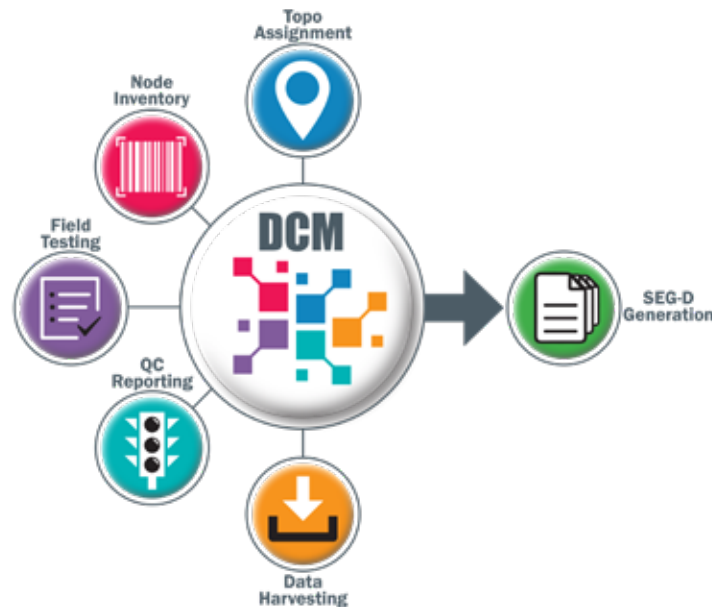 Topo
Assignment
Node
Inventory
Field
Testing
DCM
SEG-D
Generation
QC
Reporting
Data
Harvesting